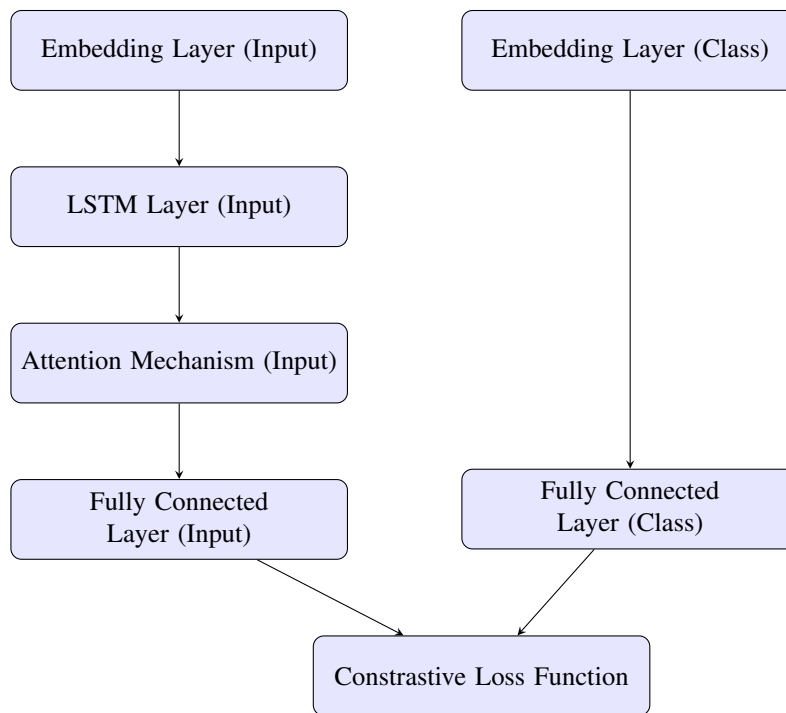 Embedding Layer (Input)
Embedding Layer (Class)
LSTM Layer (Input)
Attention Mechanism (Input)
Fully Connected
Layer (Input)
Fully Connected
Layer (Class)
Constrastive Loss Function